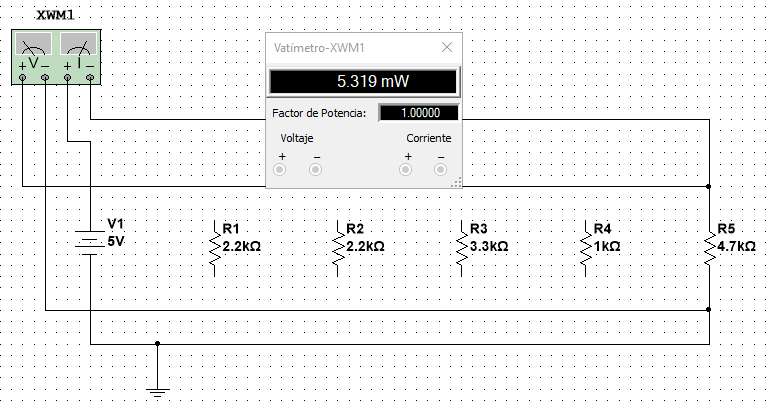 XWM1
+ V − + I −
Vatímetro-XWM1
5.319 mW
Factor de Potencia: 1.00000
Voltaje Corriente
+ − + −
V1
5V
R1
2.2kΩ
R2
2.2kΩ
R3
3.3kΩ
R4
1kΩ
R5
4.7kΩ